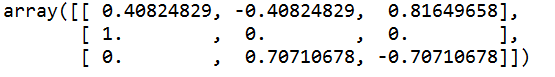 array([[ 0.40824829, -0.40824829,  0.81649658],
       [ 1.        ,  0.        ,  0.        ],
       [ 0.        ,  0.70710678, -0.70710678]])